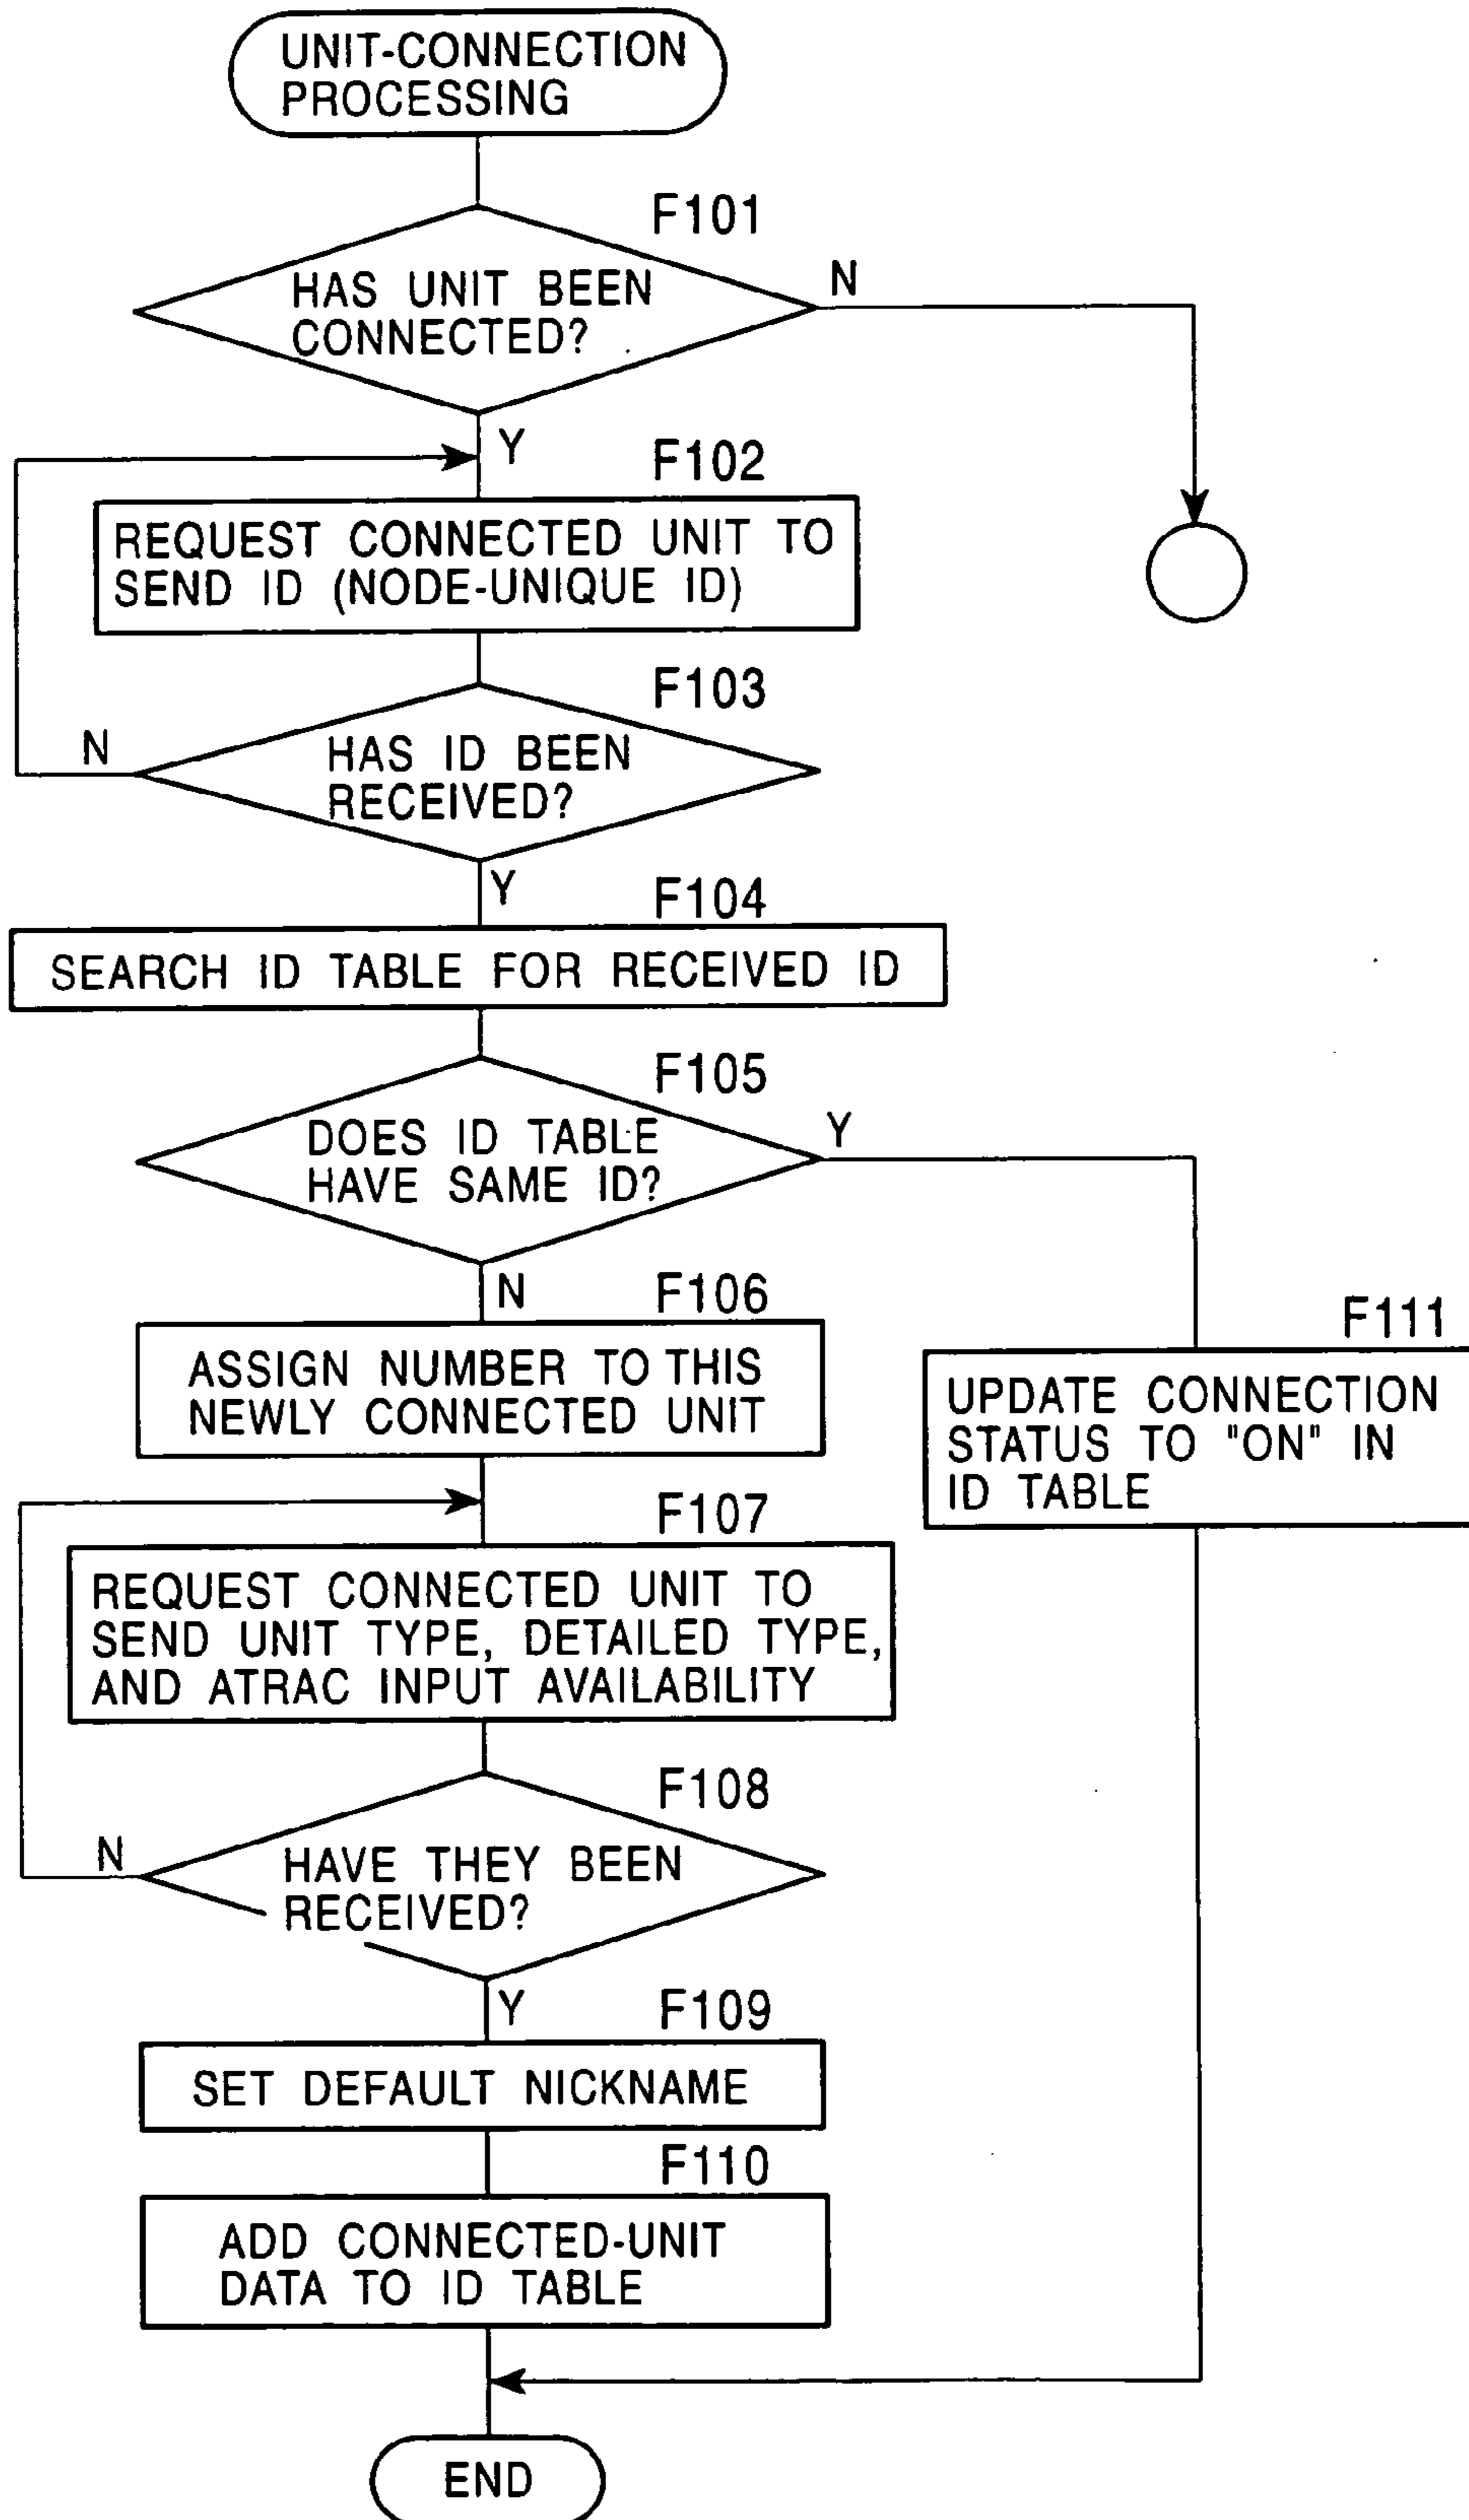 UNIT-CONNECTION
PROCESSING
F101
HAS UNIT BEEN
CONNECTED?
N
Y
F102
REQUEST CONNECTED UNIT TO
SEND ID (NODE-UNIQUE ID)
F103
N
HAS ID BEEN
RECEIVED?
Y
F104
SEARCH ID TABLE FOR RECEIVED ID
F105
DOES ID TABLE
HAVE SAME ID?
Y
N
F106
ASSIGN NUMBER TO THIS
NEWLY CONNECTED UNIT
F111
UPDATE CONNECTION
STATUS TO "ON" IN
ID TABLE
F107
REQUEST CONNECTED UNIT TO
SEND UNIT TYPE, DETAILED TYPE,
AND ATRAC INPUT AVAILABILITY
F108
N
HAVE THEY BEEN
RECEIVED?
Y
F109
SET DEFAULT NICKNAME
F110
ADD CONNECTED-UNIT
DATA TO ID TABLE
END